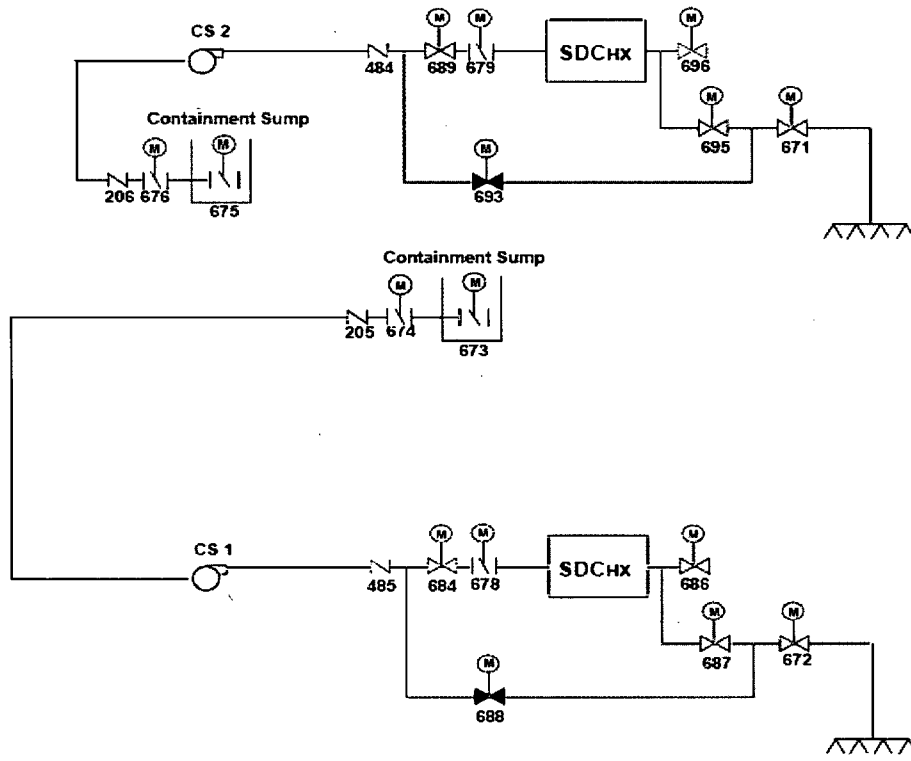 CS 2
M
M
M
484
689
679
SDCHX
696
M
M
695
671
Containment Sump
M
M
206
676
675
M
693
Containment Sump
M
M
205
674
673
CS 1
M
M
M
485
684
678
SDCHX
686
M
M
687
672
M
688